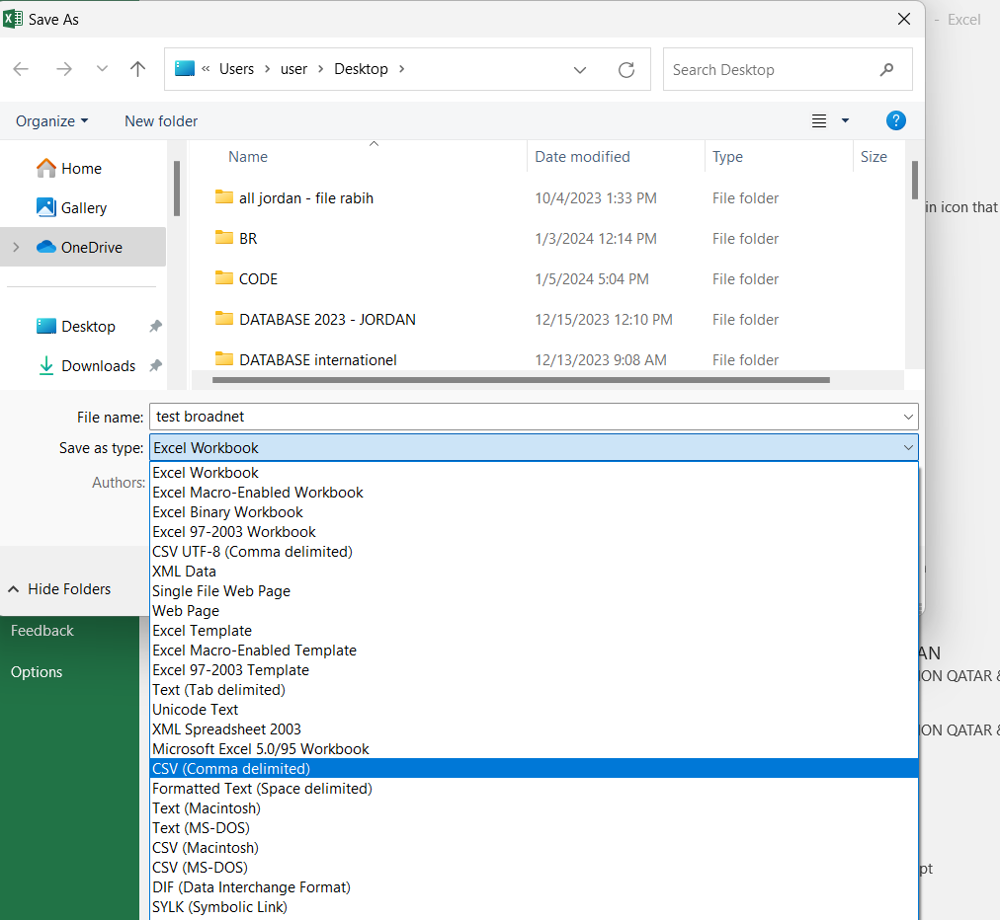 Save As
- Excel
« Users > user > Desktop >
Search Desktop
Organize
New folder
?
Name Date modified Type Size
Home
Gallery
OneDrive
Desktop
Downloads
all jordan - file rabih 10/4/2023 1:33 PM File folder
BR 1/3/2024 12:14 PM File folder
CODE 1/5/2024 5:04 PM File folder
DATABASE 2023 - JORDAN 12/15/2023 12:10 PM File folder
DATABASE internationel 12/13/2023 9:08 AM File folder
in icon that
File name: test broadnet
Save as type: Excel Workbook
Authors:
Excel Workbook
Excel Macro-Enabled Workbook
Excel Binary Workbook
Excel 97-2003 Workbook
CSV UTF-8 (Comma delimited)
XML Data
Single File Web Page
Web Page
Excel Template
Excel Macro-Enabled Template
Excel 97-2003 Template
Text (Tab delimited)
Unicode Text
XML Spreadsheet 2003
Microsoft Excel 5.0/95 Workbook
CSV (Comma delimited)
Formatted Text (Space delimited)
Text (Macintosh)
Text (MS-DOS)
CSV (Macintosh)
CSV (MS-DOS)
DIF (Data Interchange Format)
SYLK (Symbolic Link)
Hide Folders
Feedback
Options
AN
ION QATAR &
ION QATAR &
pt